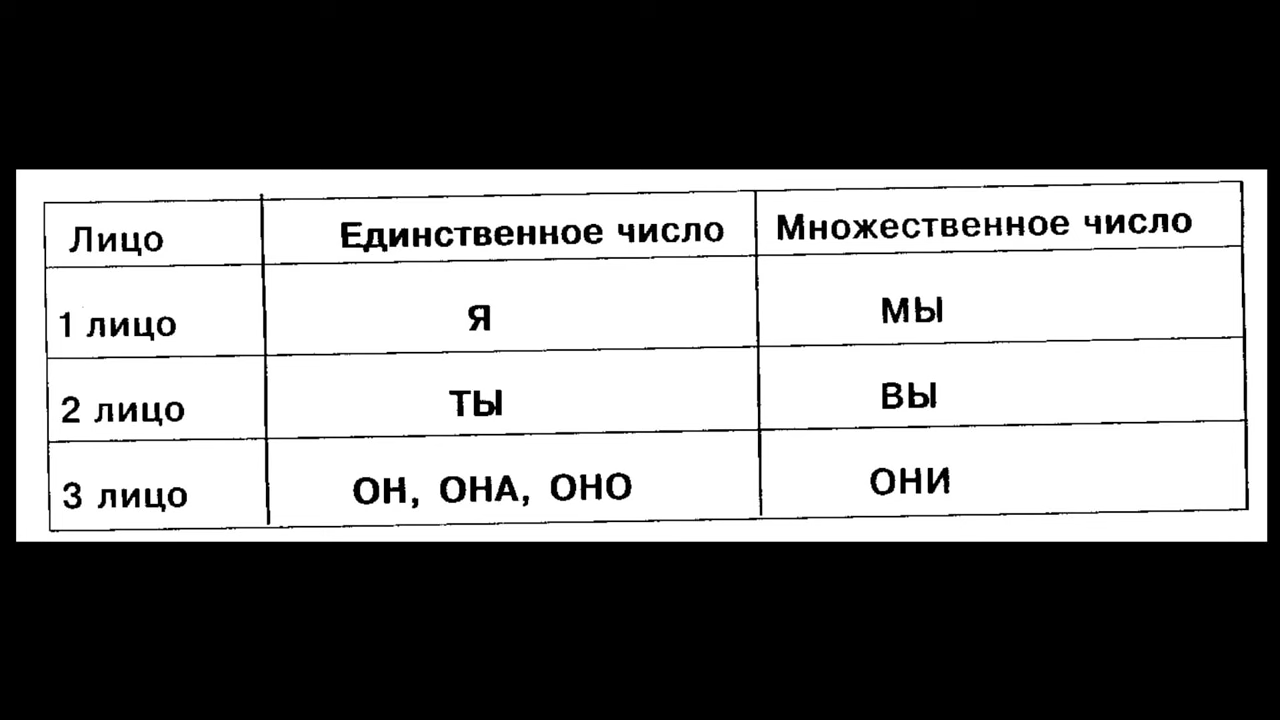 Лицо Единственное число Множественное число
1 лицо Я МЫ
2 лицо ТЫ ВЫ
3 лицо ОН, ОНА, ОНО ОНИ